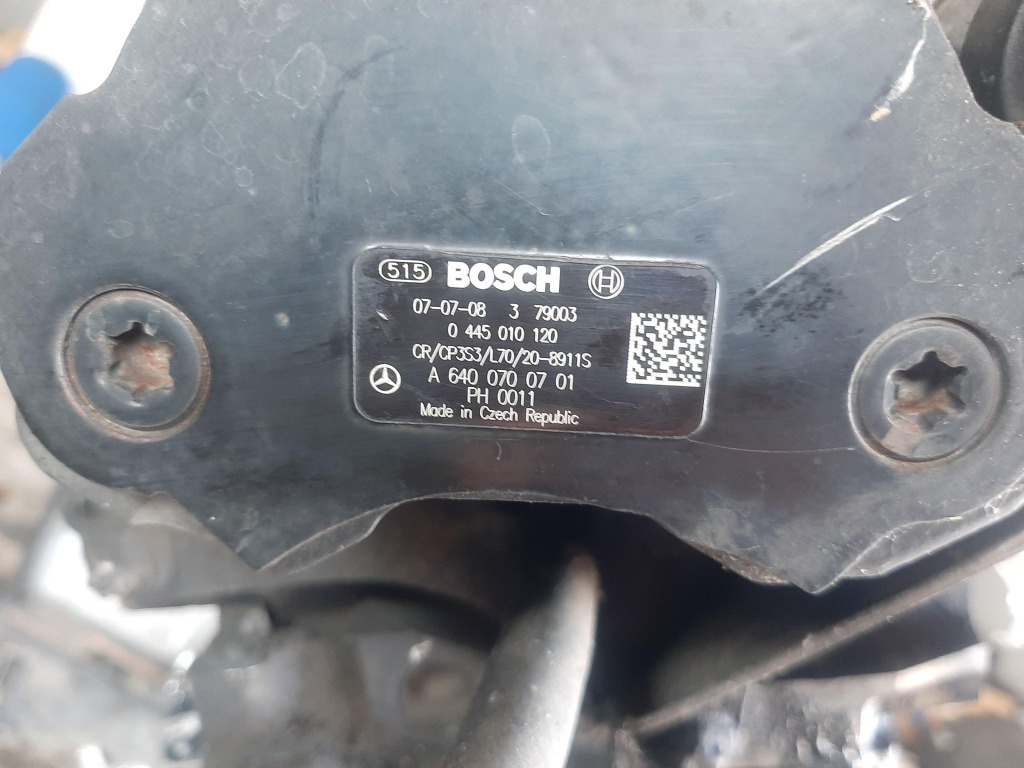 515 BOSCH
07-07-08 3 79003
0 445 010 120
CR/CP3S3/L70/20-8911S
A 640 070 07 01
PH 0011
Made in Czech Republic